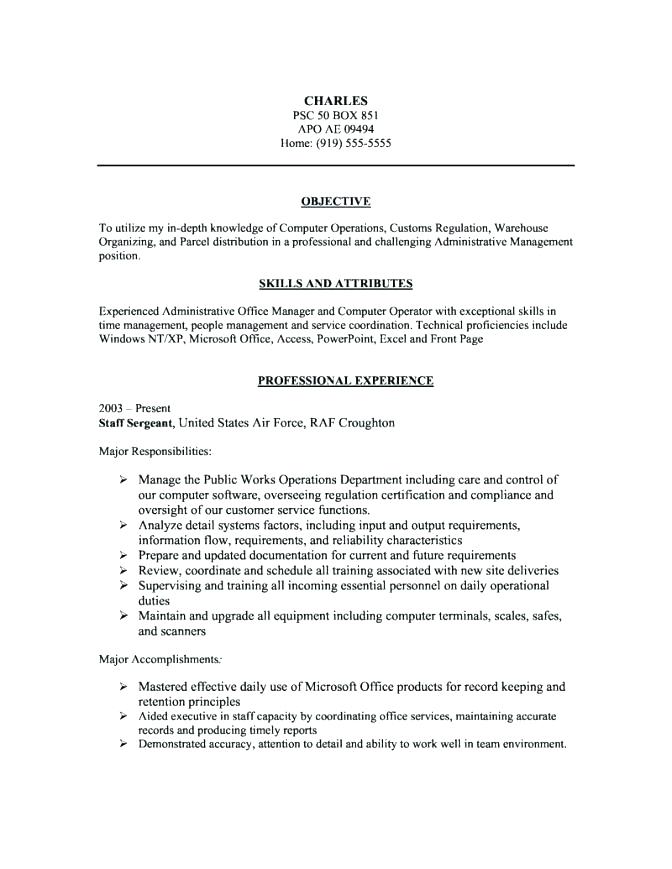 CHARLES
PSC 50 BOX 851
APO AE 09494
Home: (919) 555-5555
OBJECTIVE
To utilize my in-depth knowledge of Computer Operations, Customs Regulation, Warehouse
Organizing, and Parcel distribution in a professional and challenging Administrative Management
position.
SKILLS AND ATTRIBUTES
Experienced Administrative Office Manager and Computer Operator with exceptional skills in
time management, people management and service coordination. Technical proficiencies include
Windows NT/XP, Microsoft Office, Access, PowerPoint, Excel and Front Page
PROFESSIONAL EXPERIENCE
2003 – Present
Staff Sergeant, United States Air Force, RAF Croughton
Major Responsibilities:
➢ Manage the Public Works Operations Department including care and control of
our computer software, overseeing regulation certification and compliance and
oversight of our customer service functions.
➢ Analyze detail systems factors, including input and output requirements,
information flow, requirements, and reliability characteristics
➢ Prepare and updated documentation for current and future requirements
➢ Review, coordinate and schedule all training associated with new site deliveries
➢ Supervising and training all incoming essential personnel on daily operational
duties
➢ Maintain and upgrade all equipment including computer terminals, scales, safes,
and scanners
Major Accomplishments:
➢ Mastered effective daily use of Microsoft Office products for record keeping and
retention principles
➢ Aided executive in staff capacity by coordinating office services, maintaining accurate
records and producing timely reports
➢ Demonstrated accuracy, attention to detail and ability to work well in team environment.